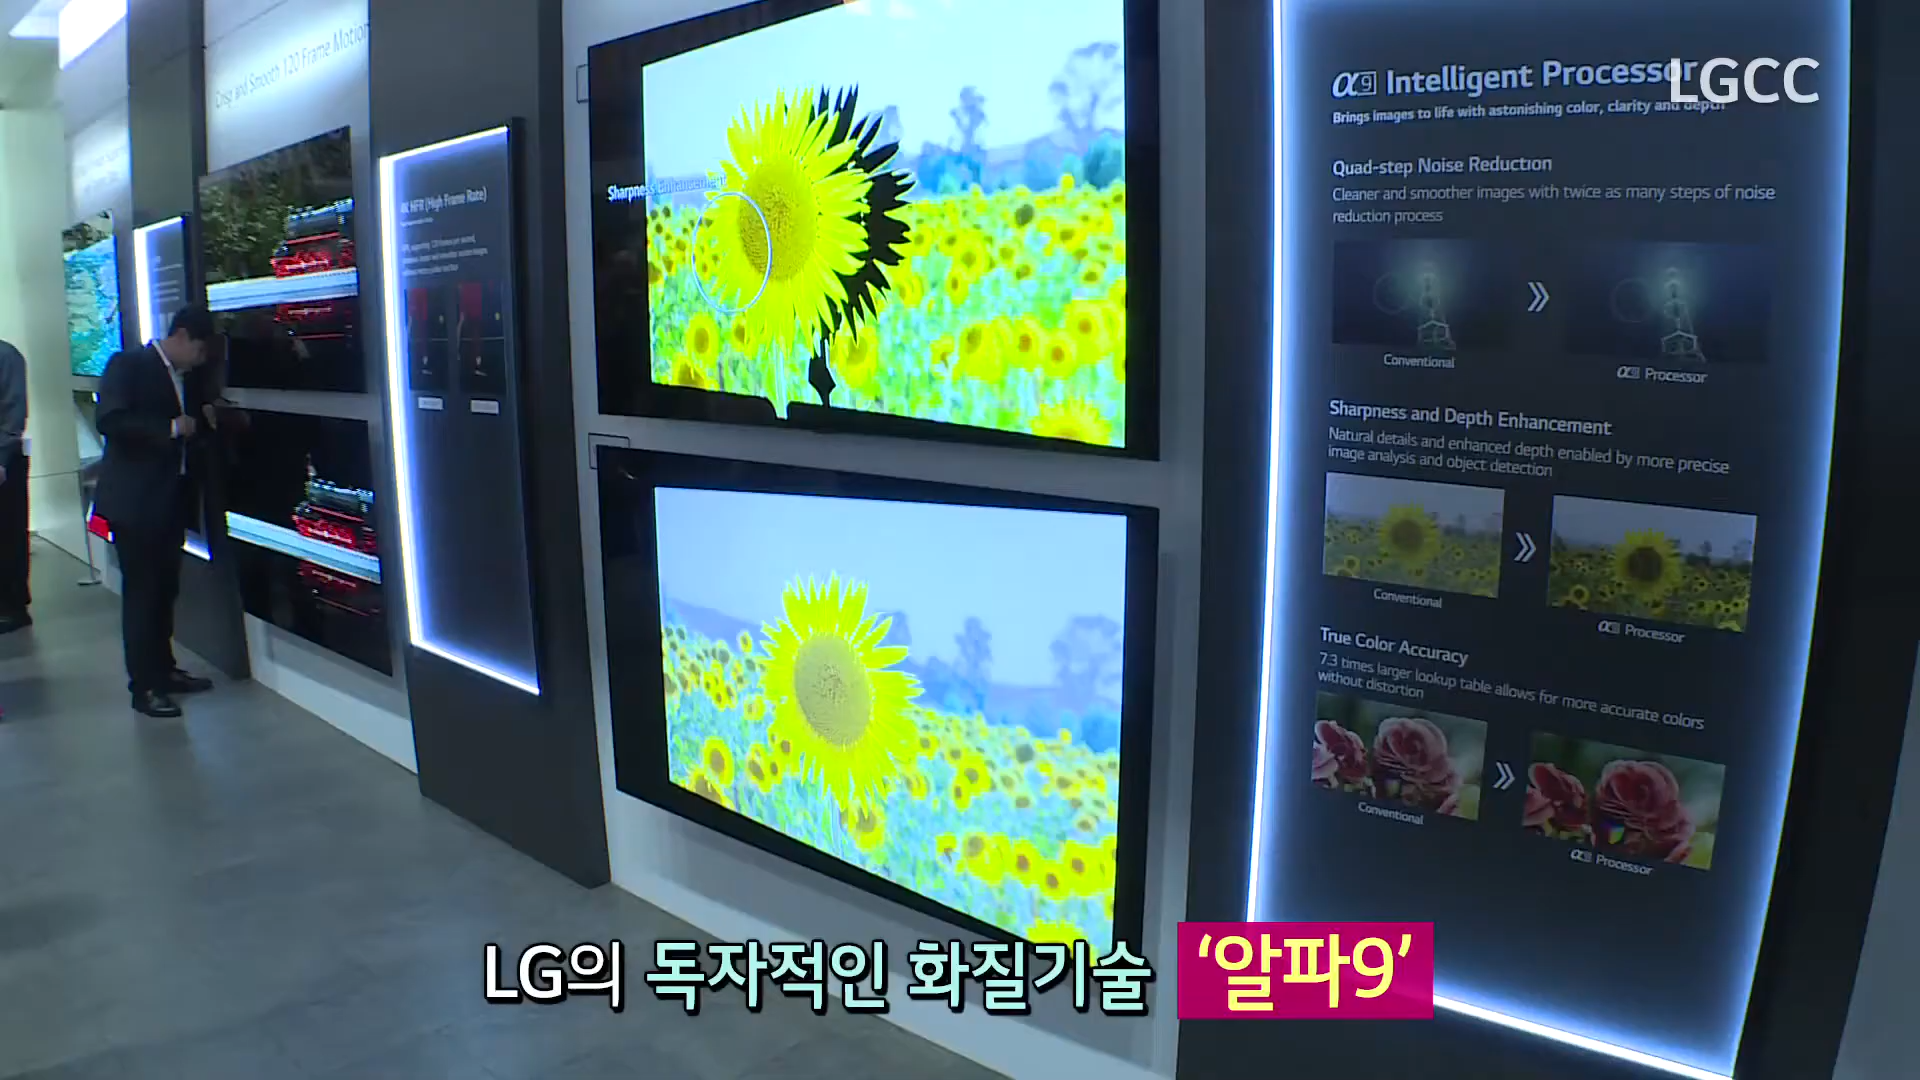 Crisp and Smooth 120 Frame Motion
4K HFR (High Frame Rate)
Sharpness Enhancement
LGCC
α9 Intelligent Processor
Brings images to life with astonishing color, clarity and depth
Quad-step Noise Reduction
Cleaner and smoother images with twice as many steps of noise
reduction process
Conventional
α9 Processor
Sharpness and Depth Enhancement
Natural details and enhanced depth enabled by more precise
image analysis and object detection
Conventional
α9 Processor
True Color Accuracy
7.3 times larger lookup table allows for more accurate colors
without distortion
Conventional
α9 Processor
LG의 독자적인 화질기술 ‘알파9’